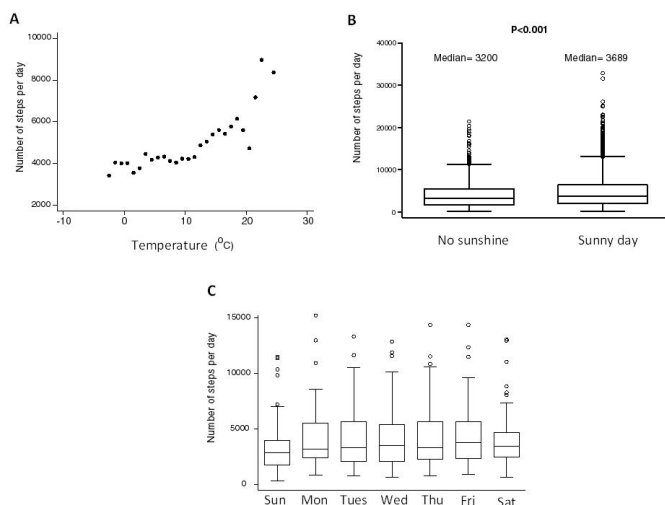 A
Number of steps per day
10000
8000
6000
4000
2000
-10
0
10
20
30
Temperature (°C)
B
P<0.001
Median= 3200
Median= 3689
Number of steps per day
40000
30000
20000
10000
0
No sunshine
Sunny day
C
Number of steps per day
15000
10000
5000
0
Sun Mon Tues Wed Thu Fri Sat